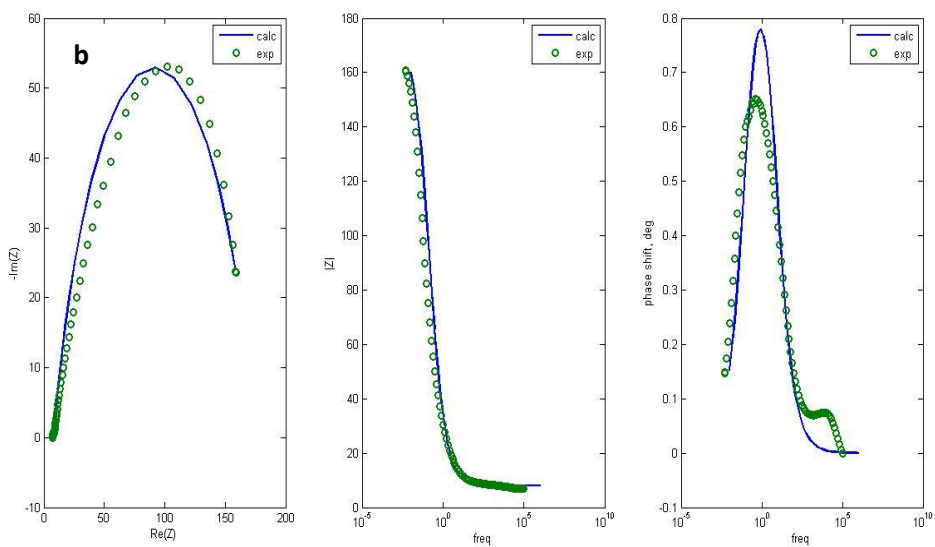 b
calc
exp
60
50
40
30
20
10
0
-10
-Im(Z)
0 50 100 150 200
Re(Z)
calc
exp
180
160
140
120
100
80
60
40
20
0
|Z|
10^-5 10^0 10^5 10^10
freq
calc
exp
0.8
0.7
0.6
0.5
0.4
0.3
0.2
0.1
0
-0.1
phase shift, deg
10^-5 10^0 10^5 10^10
freq